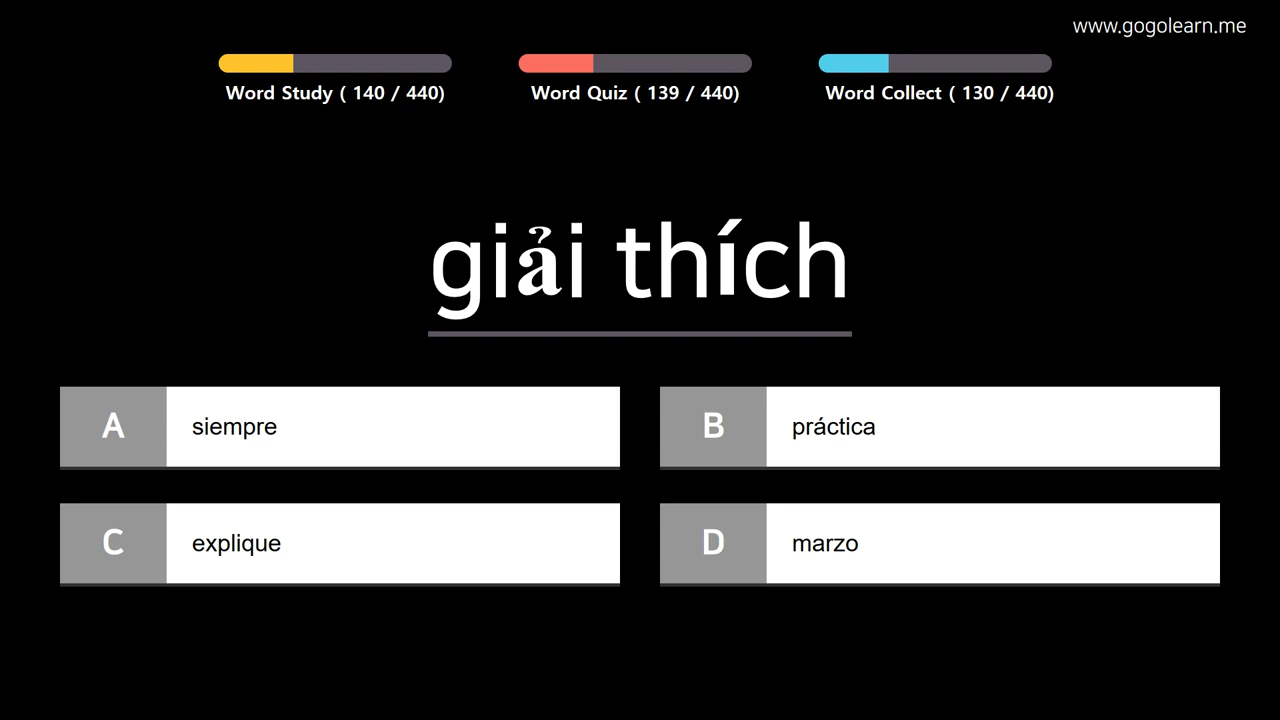 www.gogolearn.me
Word Study ( 140 / 440)
Word Quiz ( 139 / 440)
Word Collect ( 130 / 440)
giải thích
A siempre
B práctica
C explique
D marzo